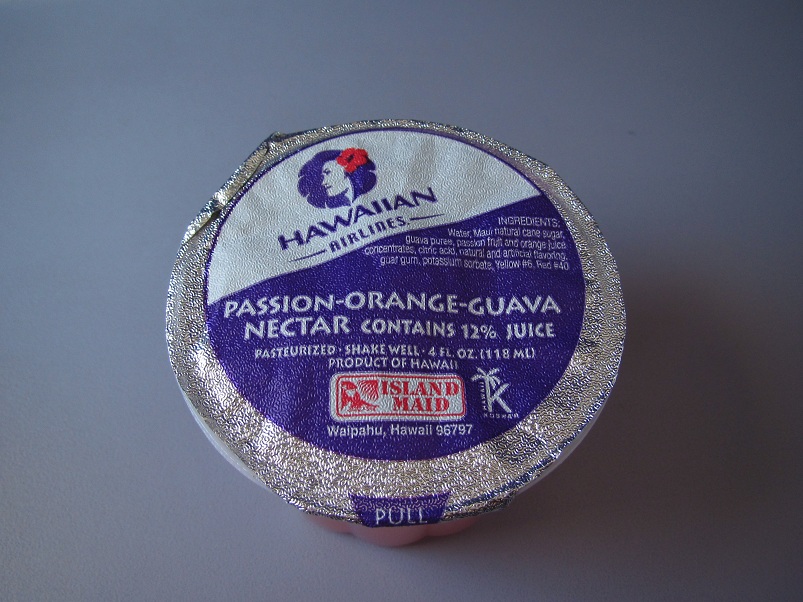 HAWAIIAN
AIRLINES
INGREDIENTS:
Water, Maui natural cane sugar,
guava puree, passion fruit and orange juice
concentrates, citric acid, natural and artificial flavoring,
guar gum, potassium sorbate, Yellow #6, Red #40
PASSION-ORANGE-GUAVA
NECTAR CONTAINS 12% JUICE
PASTEURIZED · SHAKE WELL · 4 FL. OZ. (118 ML)
PRODUCT OF HAWAII
ISLAND
MAID
HAWAII
K
KOSHER
Waipahu, Hawaii 96797
PULL